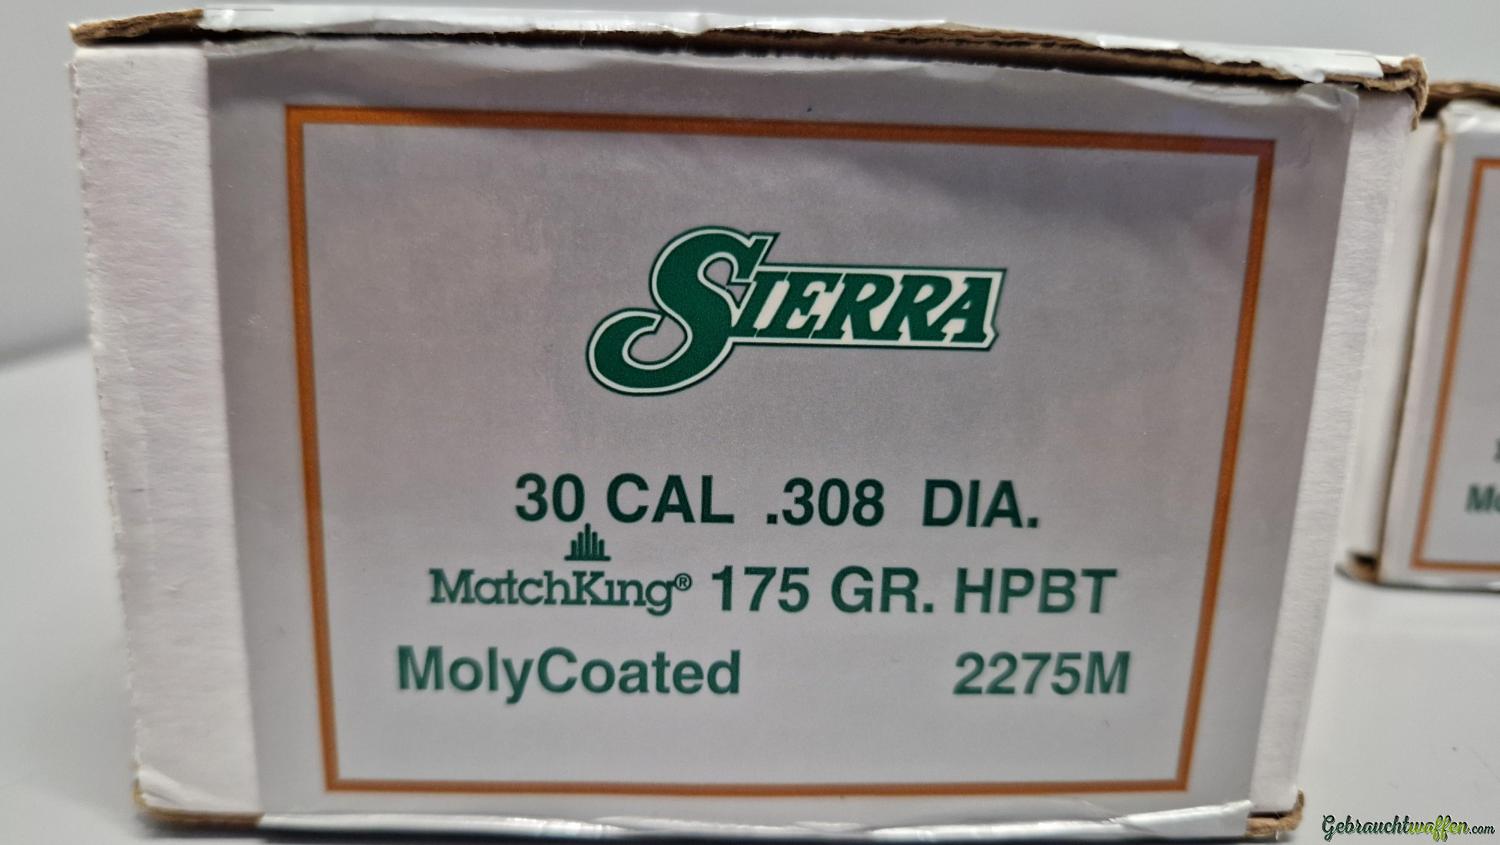 SIERRA
30 CAL .308 DIA.
MatchKing® 175 GR. HPBT
MolyCoated 2275M
Gebrauchtwaffen.com